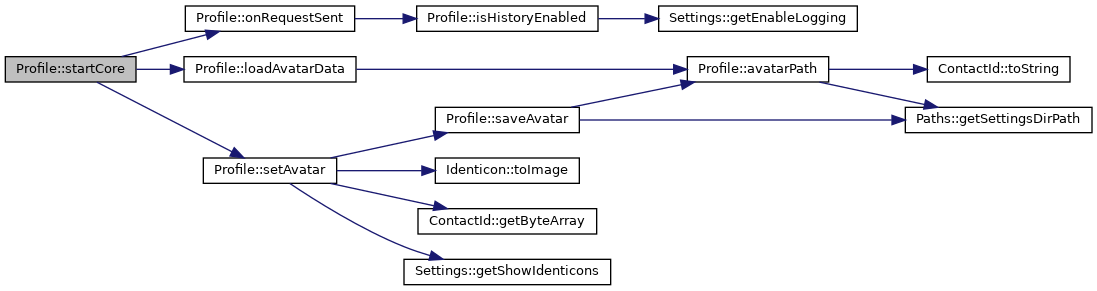 Profile::onRequestSent
Profile::isHistoryEnabled
Settings::getEnableLogging
Profile::startCore
Profile::loadAvatarData
Profile::avatarPath
ContactId::toString
Profile::saveAvatar
Paths::getSettingsDirPath
Profile::setAvatar
Identicon::toImage
ContactId::getByteArray
Settings::getShowIdenticons